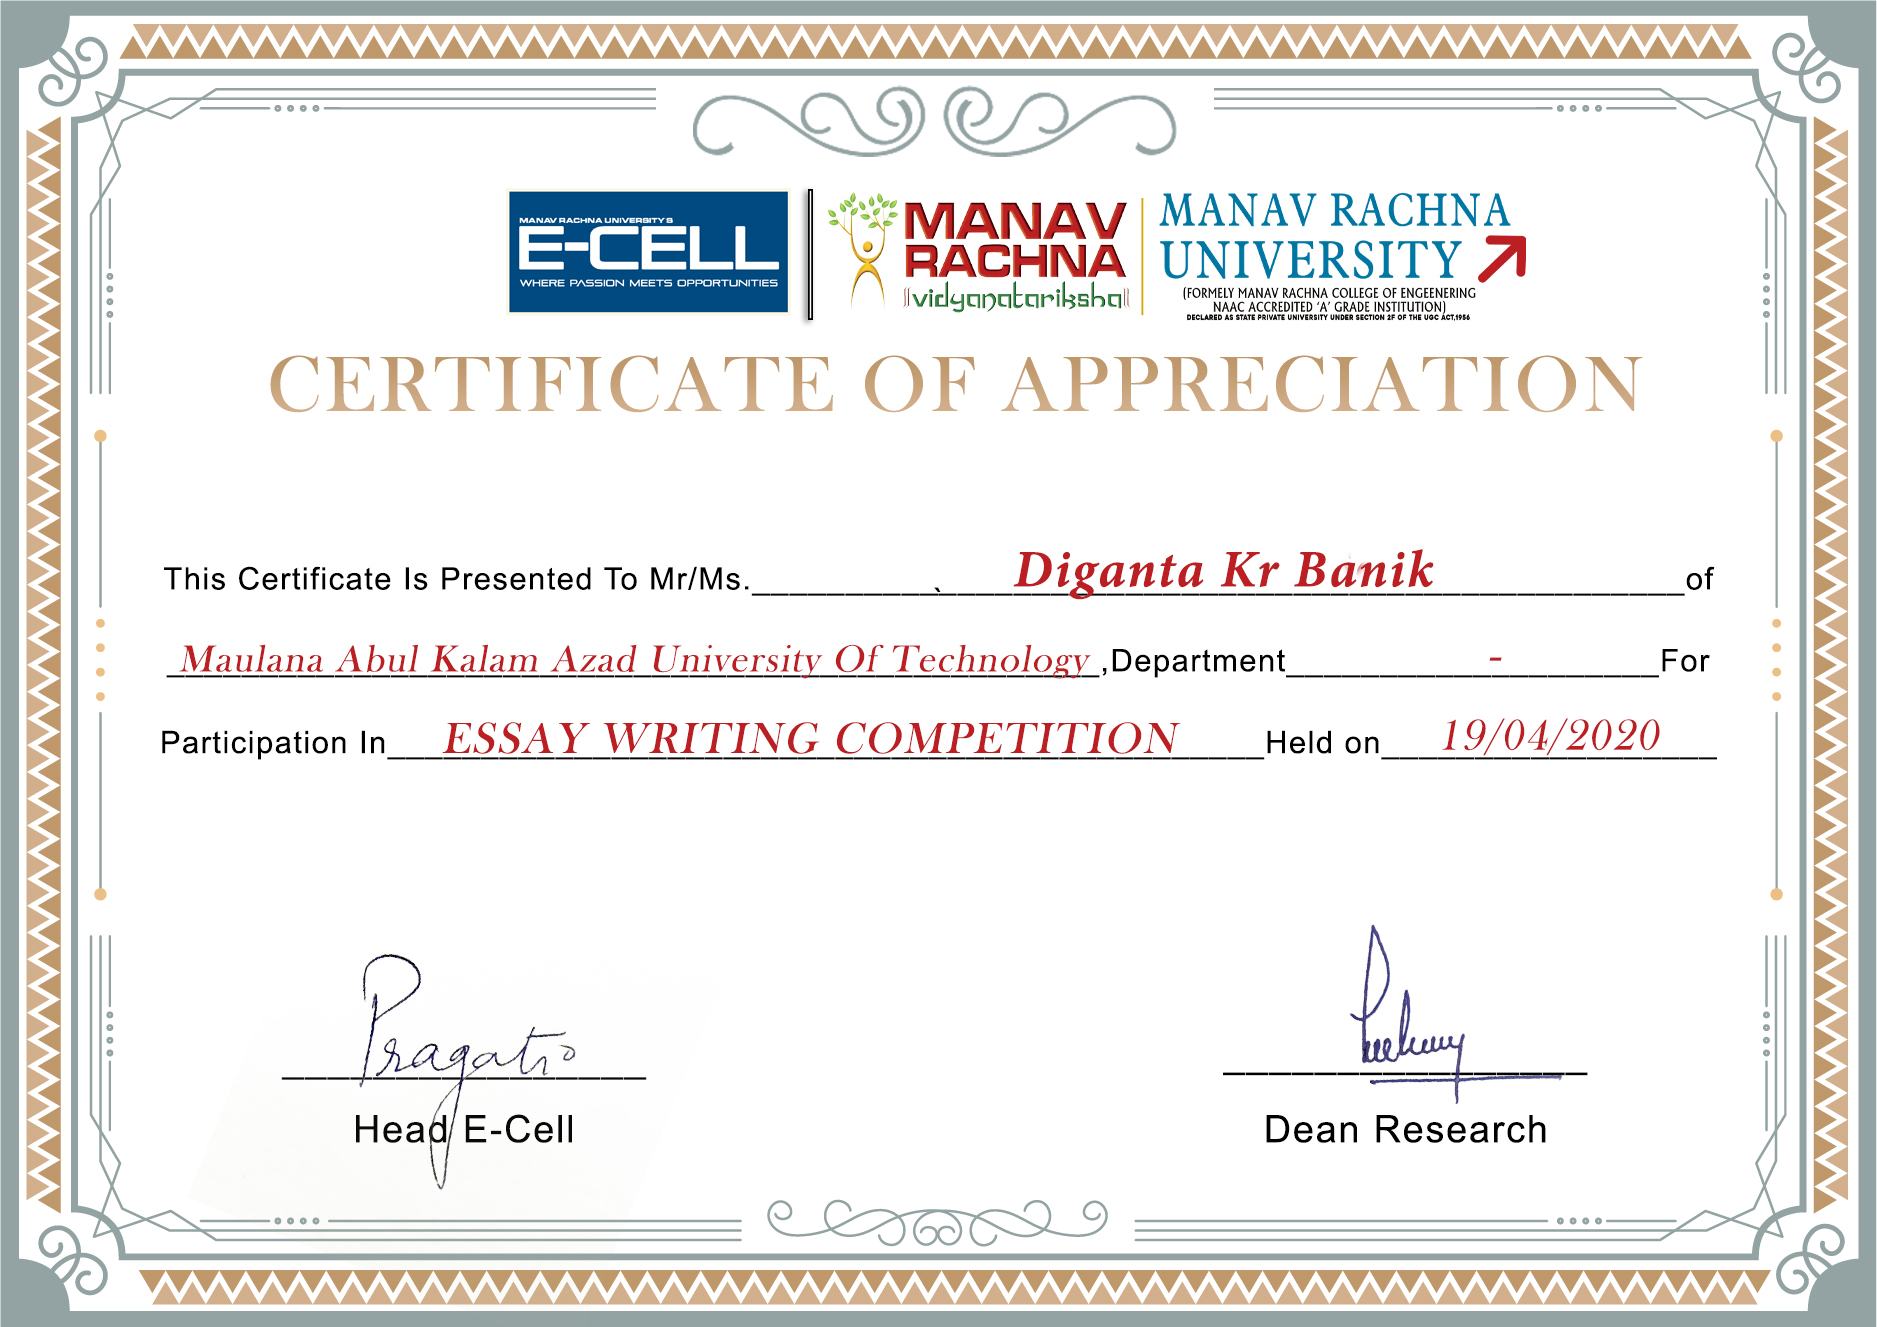 MANAV RACHNA UNIVERSITY'S
E-CELL
WHERE PASSION MEETS OPPORTUNITIES
MANAV
RACHNA
vidyanatariksha
MANAV RACHNA
UNIVERSITY
(FORMELY MANAV RACHNA COLLEGE OF ENGEENERING
NAAC ACCREDITED 'A' GRADE INSTITUTION)
DECLARED AS STATE PRIVATE UNIVERSITY UNDER SECTION 2F OF THE UGC ACT,1956
CERTIFICATE OF APPRECIATION
This Certificate Is Presented To Mr/Ms. Diganta Kr Banik of
Maulana Abul Kalam Azad University Of Technology ,Department - For
Participation In ESSAY WRITING COMPETITION Held on 19/04/2020
Pragati
Head E-Cell
Dean Research